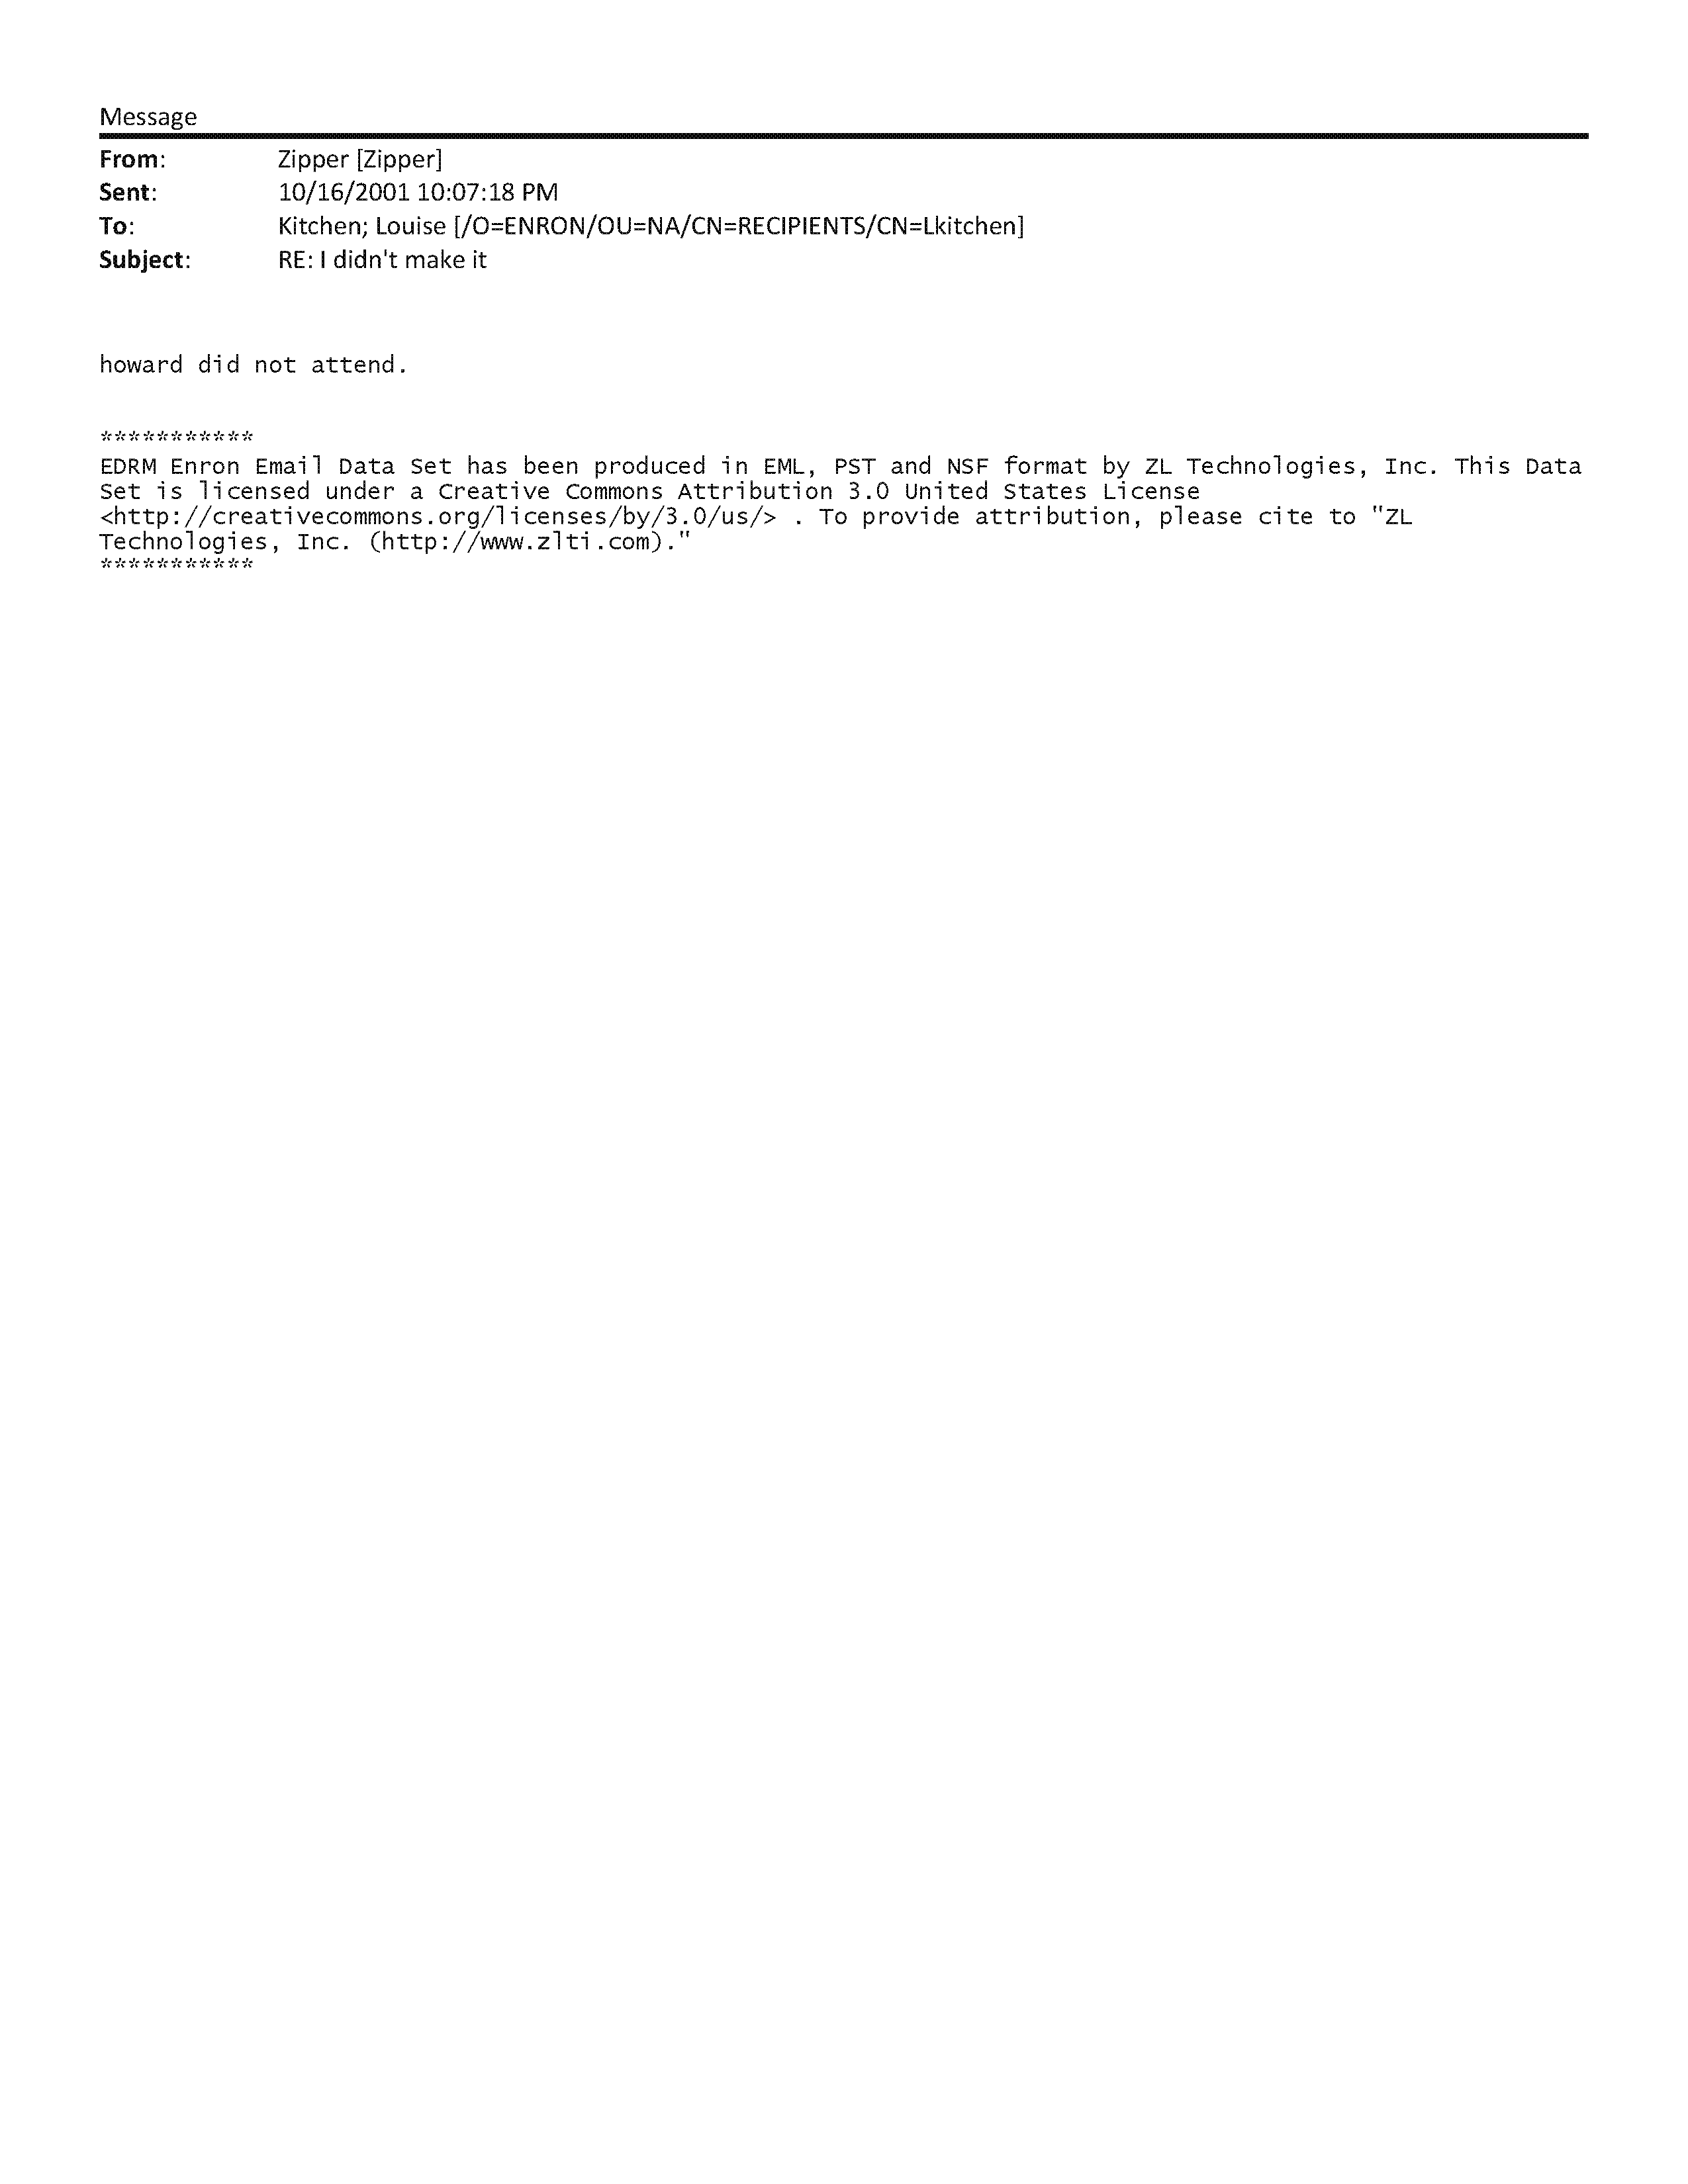 Message
From: Zipper [Zipper]
Sent: 10/16/2001 10:07:18 PM
To: Kitchen; Louise [/O=ENRON/OU=NA/CN=RECIPIENTS/CN=Lkitchen]
Subject: RE: I didn't make it
howard did not attend.
***********
EDRM Enron Email Data Set has been produced in EML, PST and NSF format by ZL Technologies, Inc. This Data
Set is licensed under a Creative Commons Attribution 3.0 United States License
<http://creativecommons.org/licenses/by/3.0/us/> . To provide attribution, please cite to "ZL
Technologies, Inc. (http://www.zlti.com)."
***********